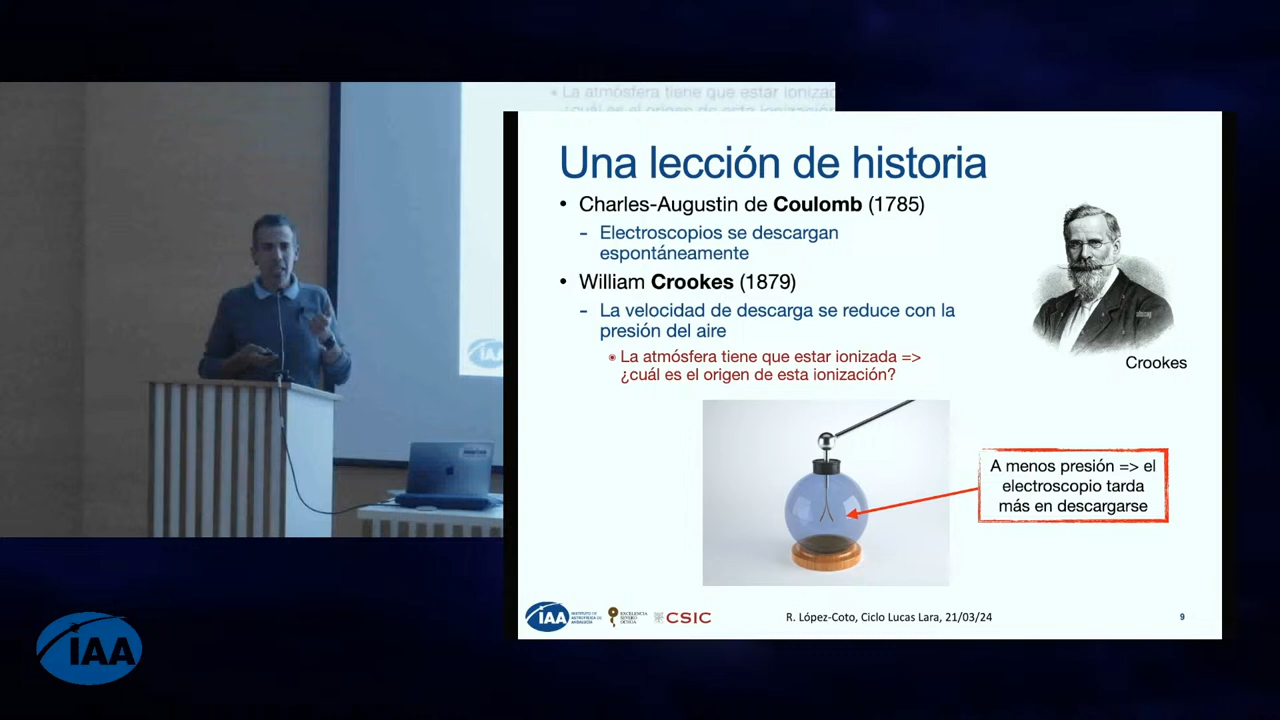 La atmósfera tiene que estar ionizad
¿cuál es el origen de esta ionización
Una lección de historia
• Charles-Augustin de Coulomb (1785)
- Electroscopios se descargan
espontáneamente
• William Crookes (1879)
- La velocidad de descarga se reduce con la
presión del aire
La atmósfera tiene que estar ionizada =>
¿cuál es el origen de esta ionización?
Crookes
A menos presión => el
electroscopio tarda
más en descargarse
IAA
INSTITUTO DE
ASTROFÍSICA DE
ANDALUCÍA
EXCELENCIA
SEVERO
OCHOA
CSIC
R. López-Coto, Ciclo Lucas Lara, 21/03/24
9
IAA